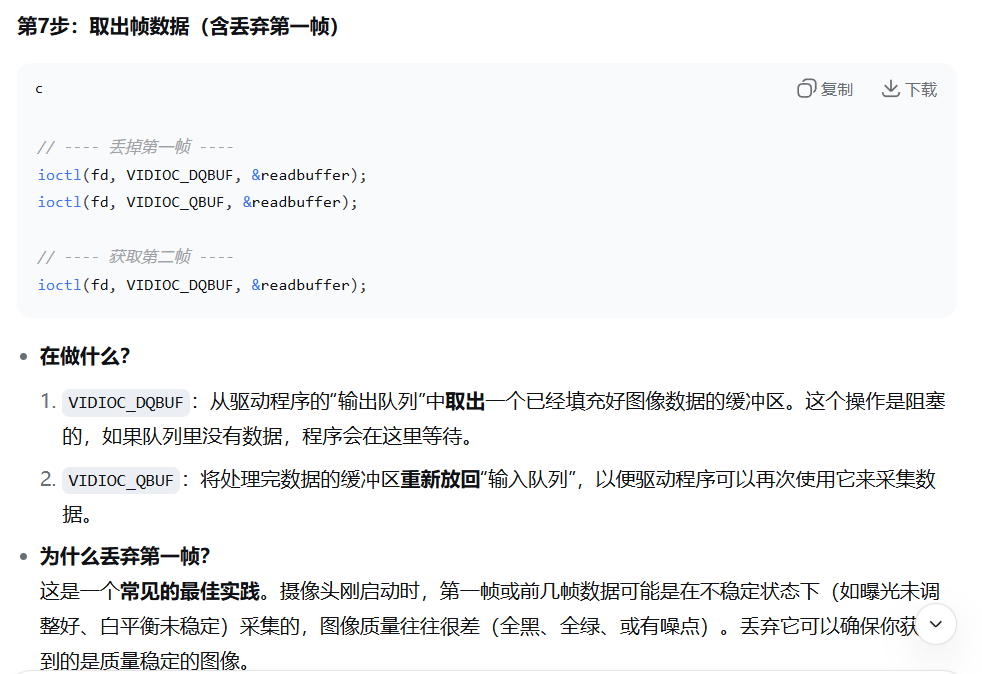 第7步：取出帧数据（含丢弃第一帧）
c
复制
下载
// ---- 丢掉第一帧 ----
ioctl(fd, VIDIOC_DQBUF, &readbuffer);
ioctl(fd, VIDIOC_QBUF, &readbuffer);
// ---- 获取第二帧 ----
ioctl(fd, VIDIOC_DQBUF, &readbuffer);
• 在做什么？
1. VIDIOC_DQBUF：从驱动程序的“输出队列”中取出一个已经填充好图像数据的缓冲区。这个操作是阻塞
的，如果队列里没有数据，程序会在这里等待。
2. VIDIOC_QBUF：将处理完数据的缓冲区重新放回“输入队列”，以便驱动程序可以再次使用它来采集数
据。
• 为什么丢弃第一帧？
这是一个常见的最佳实践。摄像头刚启动时，第一帧或前几帧数据可能是在不稳定状态下（如曝光未调
整好、白平衡未稳定）采集的，图像质量往往很差（全黑、全绿、或有噪点）。丢弃它可以确保你获
到的是质量稳定的图像。